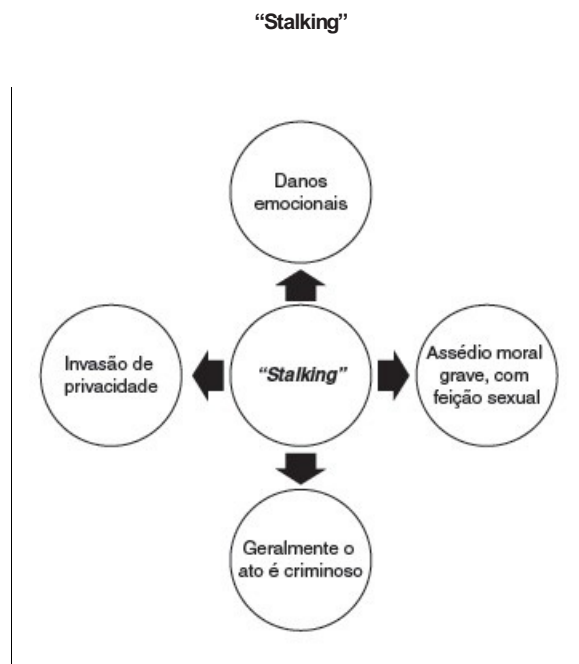 “Stalking”
Danos
emocionais
Invasão de
privacidade
“Stalking”
Assédio moral
grave, com
feição sexual
Geralmente o
ato é criminoso